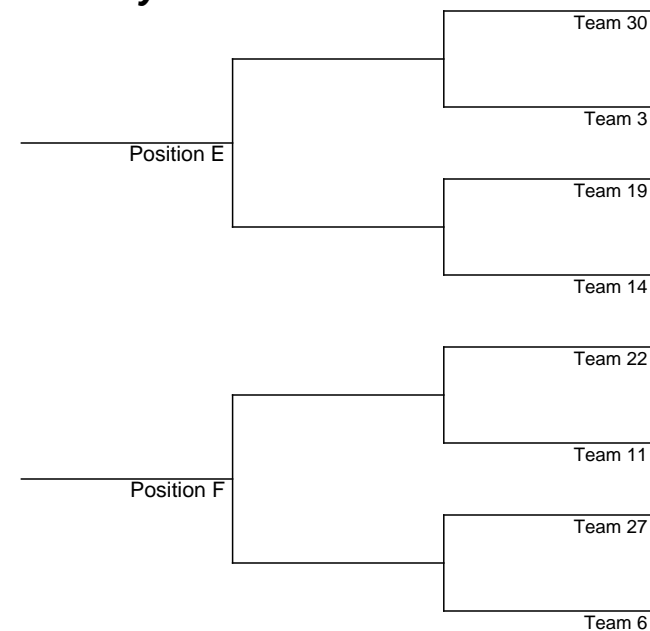 Team 30
Team 3
Position E
Team 19
Team 14
Team 22
Team 11
Position F
Team 27
Team 6